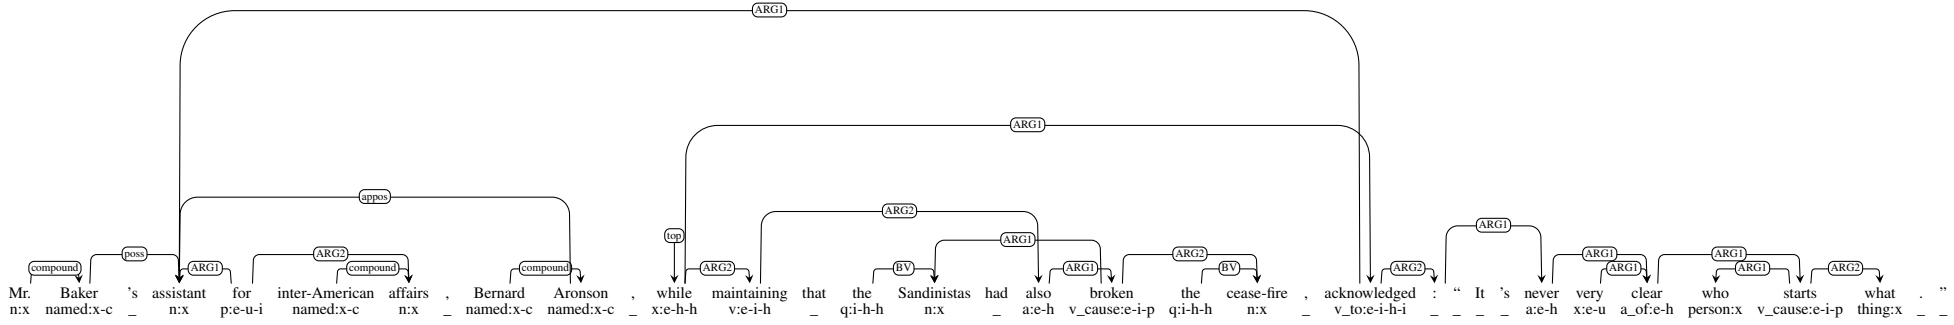 ARG1
ARG1
appos
ARG2
top
ARG1
ARG1
poss ARG2 ARG2 ARG1 ARG1
compound ARG1 compound compound ARG2 BV ARG1 BV ARG2 ARG1 ARG1 ARG2
Mr. Baker 's assistant for inter-American affairs , Bernard Aronson , while maintaining that the Sandinistas had also broken the cease-fire , acknowledged : “ It 's never very clear who starts what . ”
n:x named:x-c _ n:x p:e-u-i named:x-c n:x _ named:x-c named:x-c _ x:e-h-h v:e-i-h _ q:i-h-h n:x _ a:e-h v_cause:e-i-p q:i-h-h n:x _ v_to:e-i-h-i _ _ _ _ a:e-h x:e-u a_of:e-h person:x v_cause:e-i-p thing:x _ _